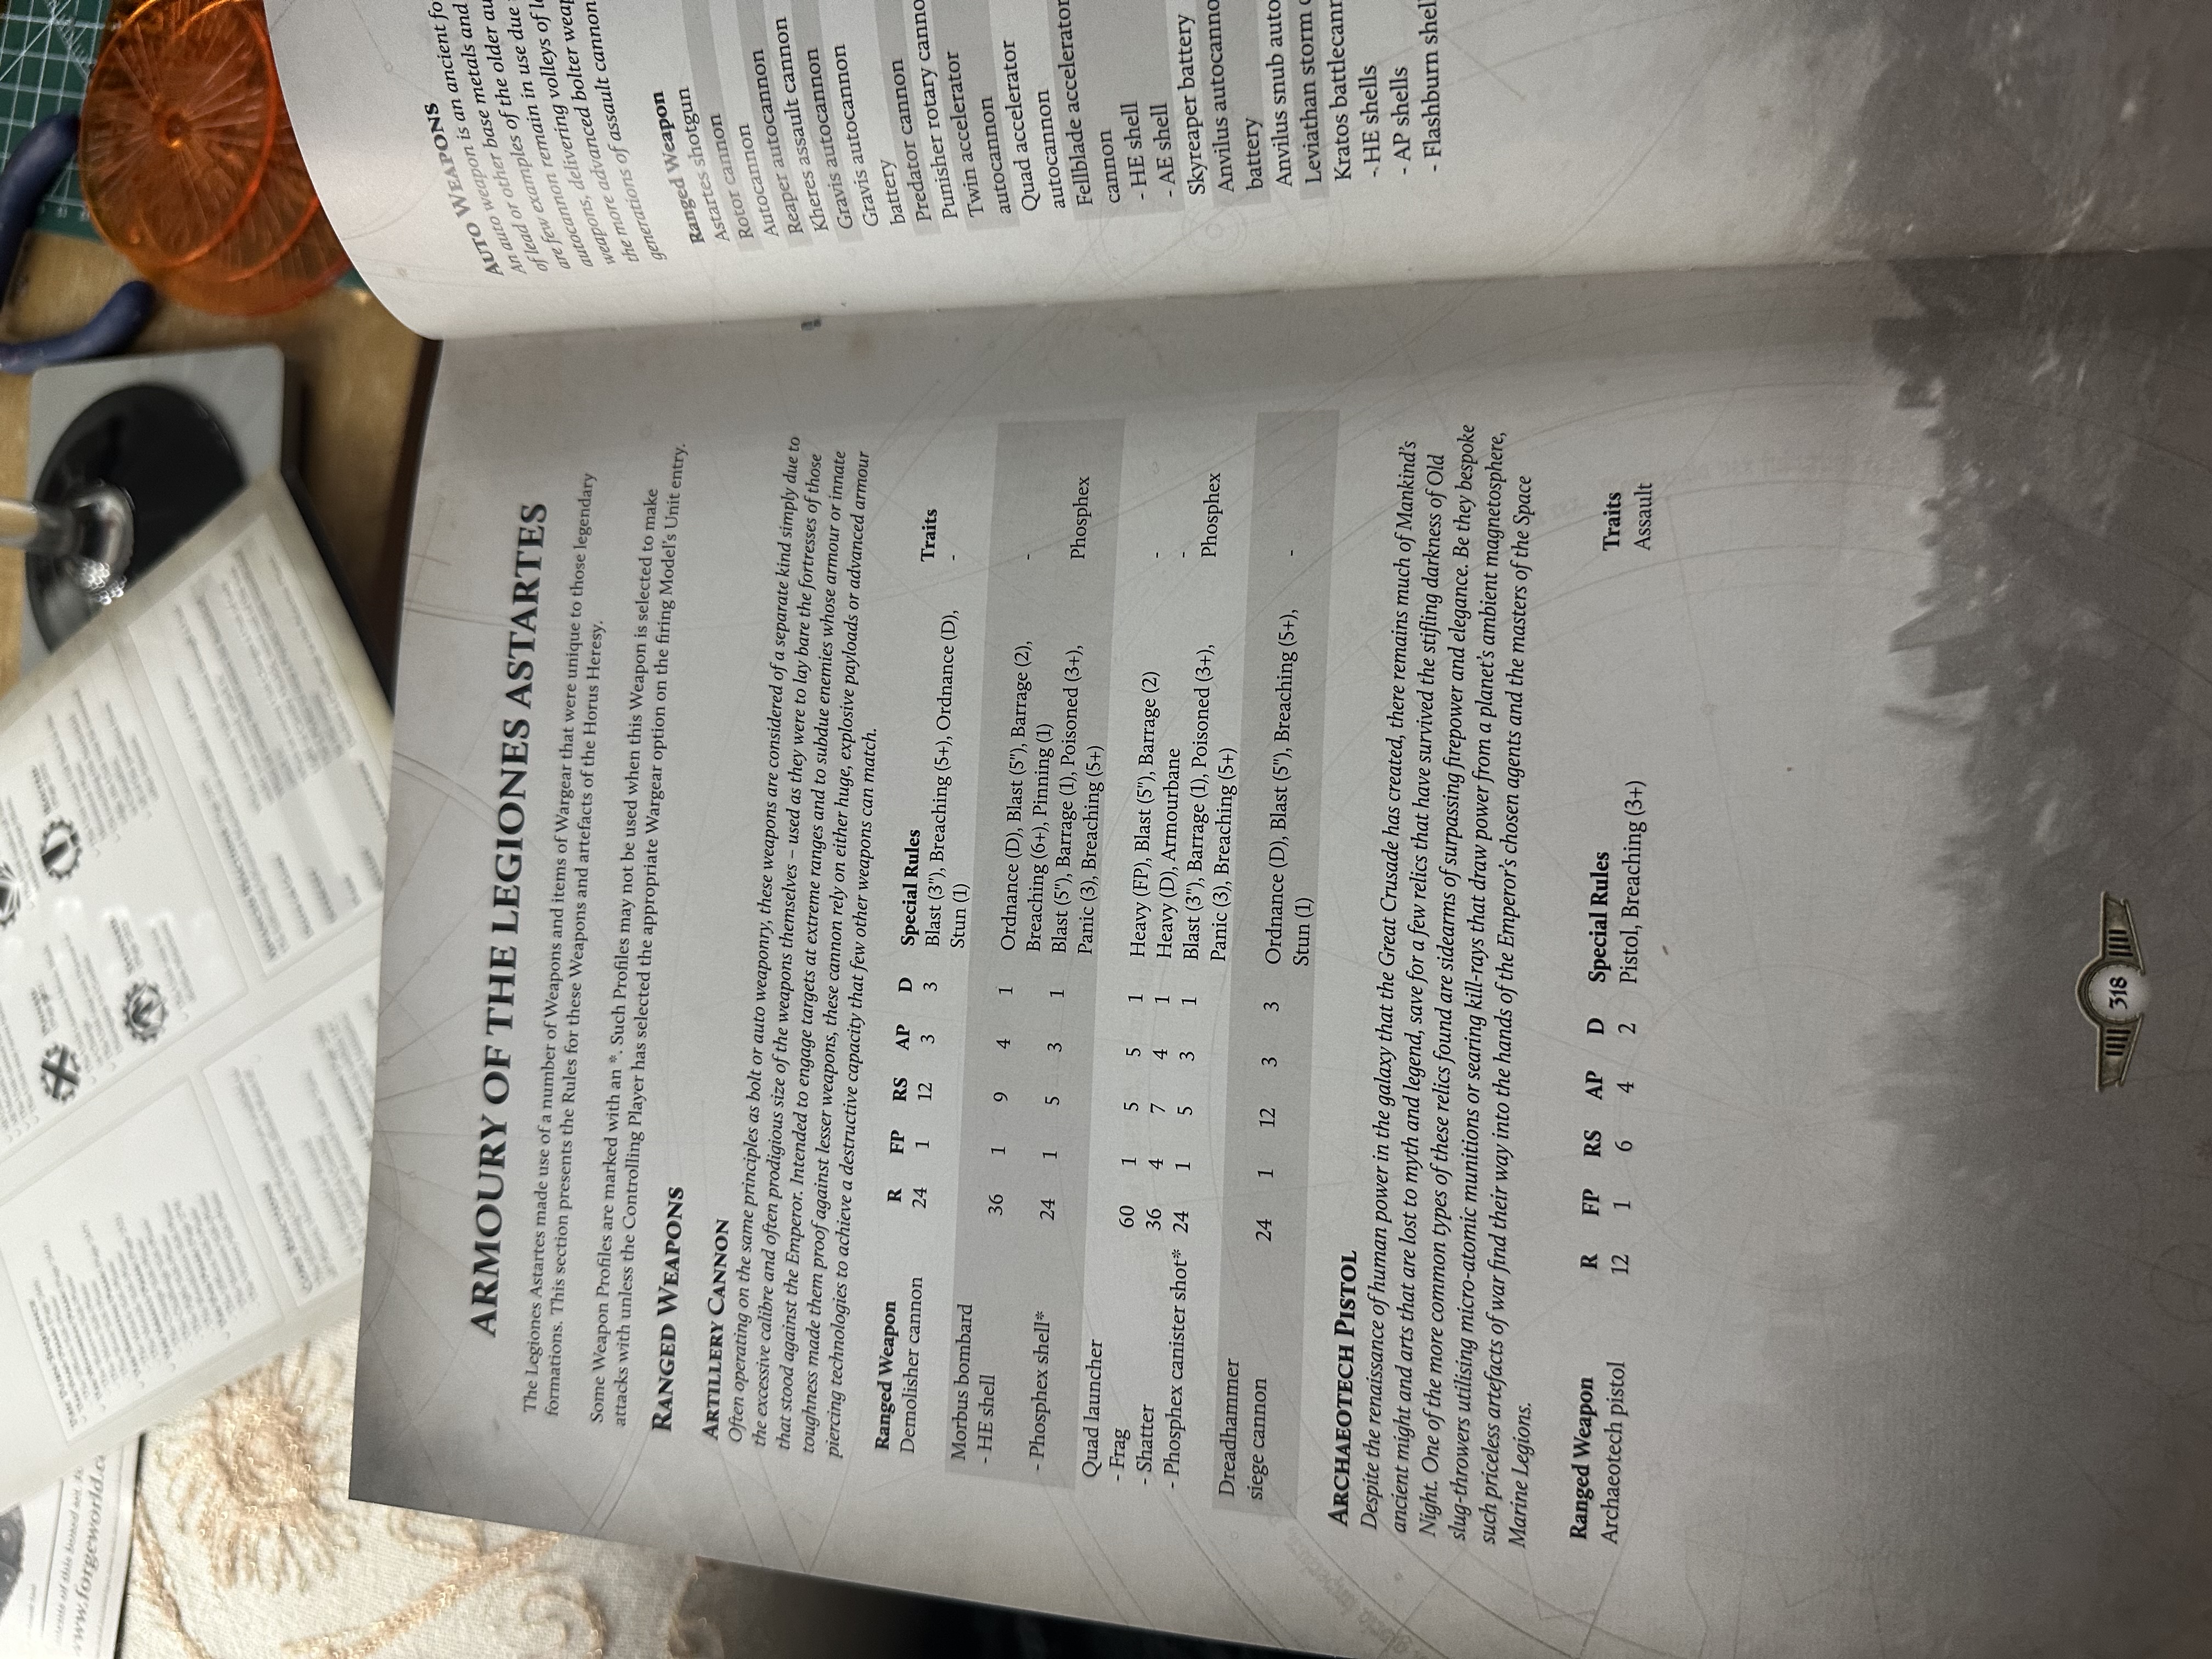 www.forgeworld.c
ARMOURY OF THE LEGIONES ASTARTES
The Legiones Astartes made use of a number of Weapons and items of Wargear that were unique to those legendary
formations. This section presents the Rules for these Weapons and artefacts of the Horus Heresy.
Some Weapon Profiles are marked with an *. Such Profiles may not be used when this Weapon is selected to make
attacks with unless the Controlling Player has selected the appropriate Wargear option on the firing Model's Unit entry.
RANGED WEAPONS
ARTILLERY CANNON
Often operating on the same principles as bolt or auto weaponry, these weapons are considered of a separate kind simply due to
the excessive calibre and often prodigious size of the weapons themselves – used as they were to lay bare the fortresses of those
that stood against the Emperor. Intended to engage targets at extreme ranges and to subdue enemies whose armour or innate
toughness made them proof against lesser weapons, these cannon rely on either huge, explosive payloads or advanced armour
piercing technologies to achieve a destructive capacity that few other weapons can match.
Ranged Weapon R FP RS AP D Special Rules Traits
Demolisher cannon 24 1 12 3 3 Blast (3"), Breaching (5+), Ordnance (D), -
Stun (1)
Morbus bombard
- HE shell 36 1 9 4 1 Ordnance (D), Blast (5"), Barrage (2), -
Breaching (6+), Pinning (1)
- Phosphex shell* 24 1 5 3 1 Blast (5"), Barrage (1), Poisoned (3+), Phosphex
Panic (3), Breaching (5+)
Quad launcher
- Frag 60 1 5 5 1 Heavy (FP), Blast (5"), Barrage (2) -
- Shatter 36 4 7 4 1 Heavy (D), Armourbane -
- Phosphex canister shot* 24 1 5 3 1 Blast (3"), Barrage (1), Poisoned (3+), Phosphex
Panic (3), Breaching (5+)
Dreadhammer
siege cannon 24 1 12 3 3 Ordnance (D), Blast (5"), Breaching (5+), -
Stun (1)
ARCHAEOTECH PISTOL
Despite the renaissance of human power in the galaxy that the Great Crusade has created, there remains much of Mankind's
ancient might and arts that are lost to myth and legend, save for a few relics that have survived the stifling darkness of Old
Night. One of the more common types of these relics found are sidearms of surpassing firepower and elegance. Be they bespoke
slug-throwers utilising micro-atomic munitions or searing kill-rays that draw power from a planet's ambient magnetosphere,
such priceless artefacts of war find their way into the hands of the Emperor's chosen agents and the masters of the Space
Marine Legions.
Ranged Weapon R FP RS AP D Special Rules Traits
Archaeotech pistol 12 1 6 4 2 Pistol, Breaching (3+) Assault
318
AUTO WEAPONS
An auto weapon is an ancient fo
of lead or other base metals and
are few examples of the older au
autocannon remain in use due
weapons, delivering volleys of l
the more advanced bolter weap
generations of assault cannon
Ranged Weapon
Astartes shotgun
Rotor cannon
Autocannon
Reaper autocannon
Kheres assault cannon
Gravis autocannon
Gravis autocannon
battery
Predator cannon
Punisher rotary canno
Twin accelerator
autocannon
Quad accelerator
autocannon
Fellblade accelerator
cannon
- HE shell
- AE shell
Skyreaper battery
Anvilus autocanno
battery
Anvilus snub auto
Leviathan storm c
Kratos battlecann
- HE shells
- AP shells
- Flashburn shel